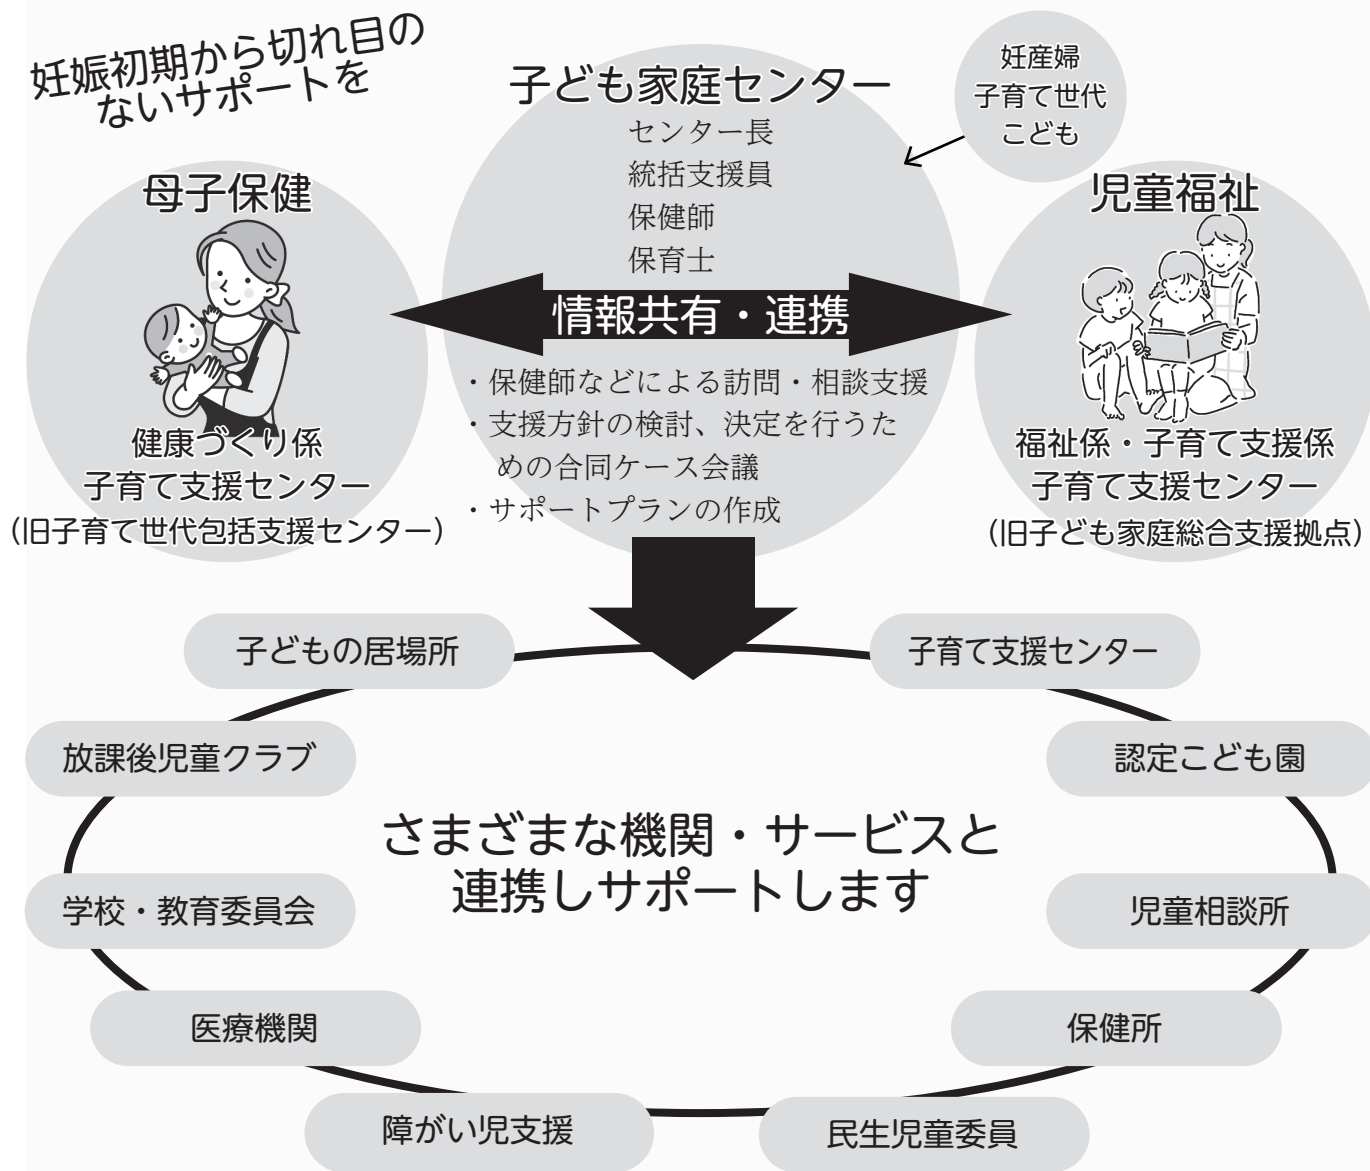 妊娠初期から切れ目の
ないサポートを
子ども家庭センター
センター長
統括支援員
保健師
保育士
妊産婦
子育て世代
こども
母子保健
児童福祉
情報共有・連携
・保健師などによる訪問・相談支援
・支援方針の検討、決定を行うた
めの合同ケース会議
・サポートプランの作成
健康づくり係
子育て支援センター
(旧子育て世代包括支援センター)
福祉係・子育て支援係
子育て支援センター
(旧子ども家庭総合支援拠点)
子どもの居場所
子育て支援センター
放課後児童クラブ
認定こども園
さまざまな機関・サービスと
連携しサポートします
学校・教育委員会
児童相談所
医療機関
保健所
障がい児支援
民生児童委員